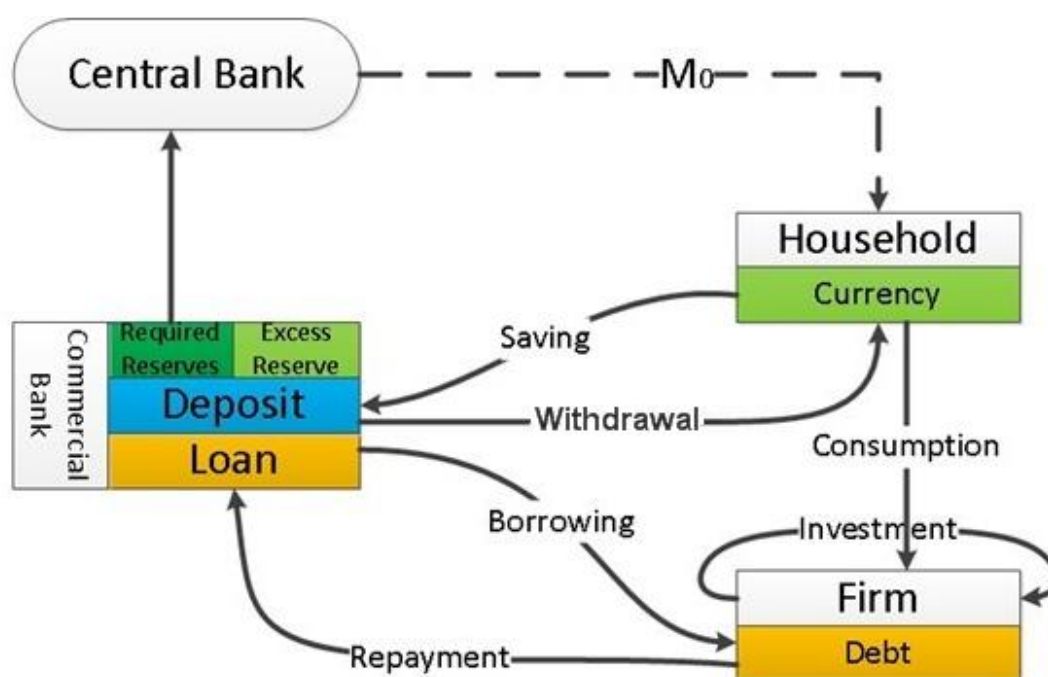 Central Bank
M0
Household
Currency
Required
Reserves
Excess
Reserve
Commercial
Bank
Deposit
Loan
Saving
Withdrawal
Consumption
Borrowing
Investment
Firm
Debt
Repayment